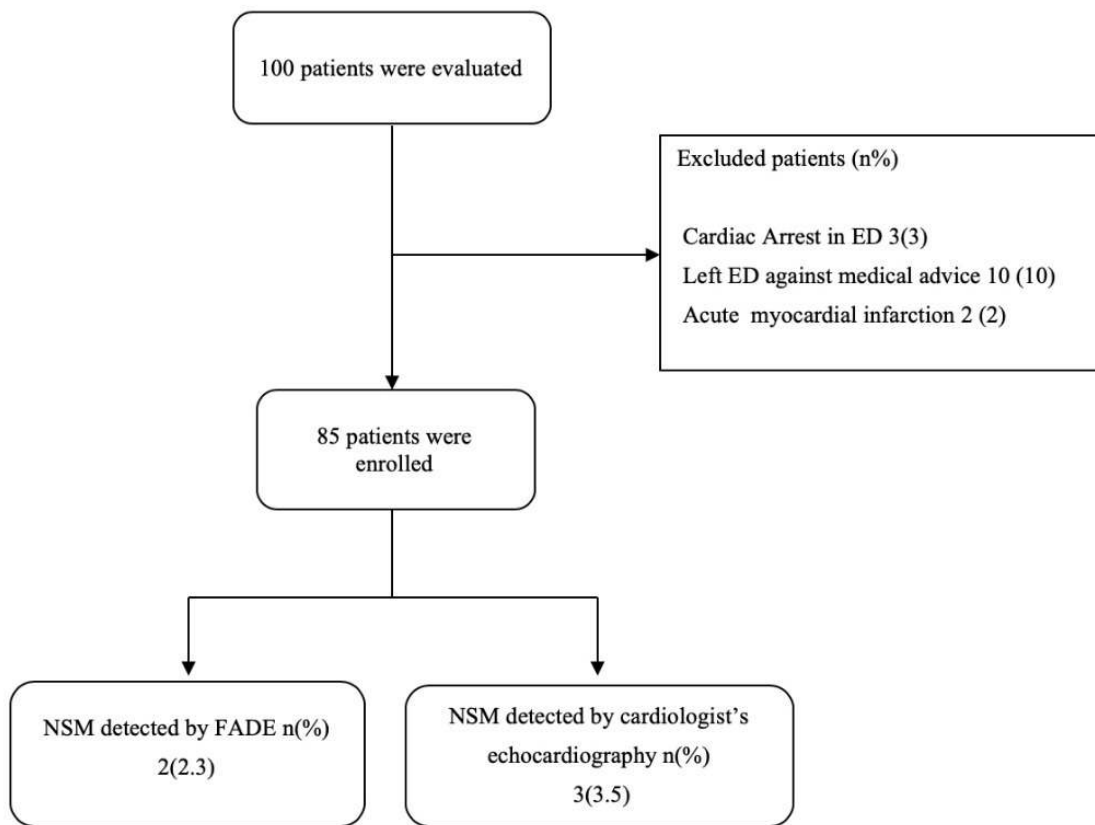 100 patients were evaluated
Excluded patients (n%)
Cardiac Arrest in ED 3(3)
Left ED against medical advice 10 (10)
Acute  myocardial infarction 2 (2)
85 patients were
enrolled
NSM detected by FADE n(%)
2(2.3)
NSM detected by cardiologist's
echocardiography n(%)
3(3.5)